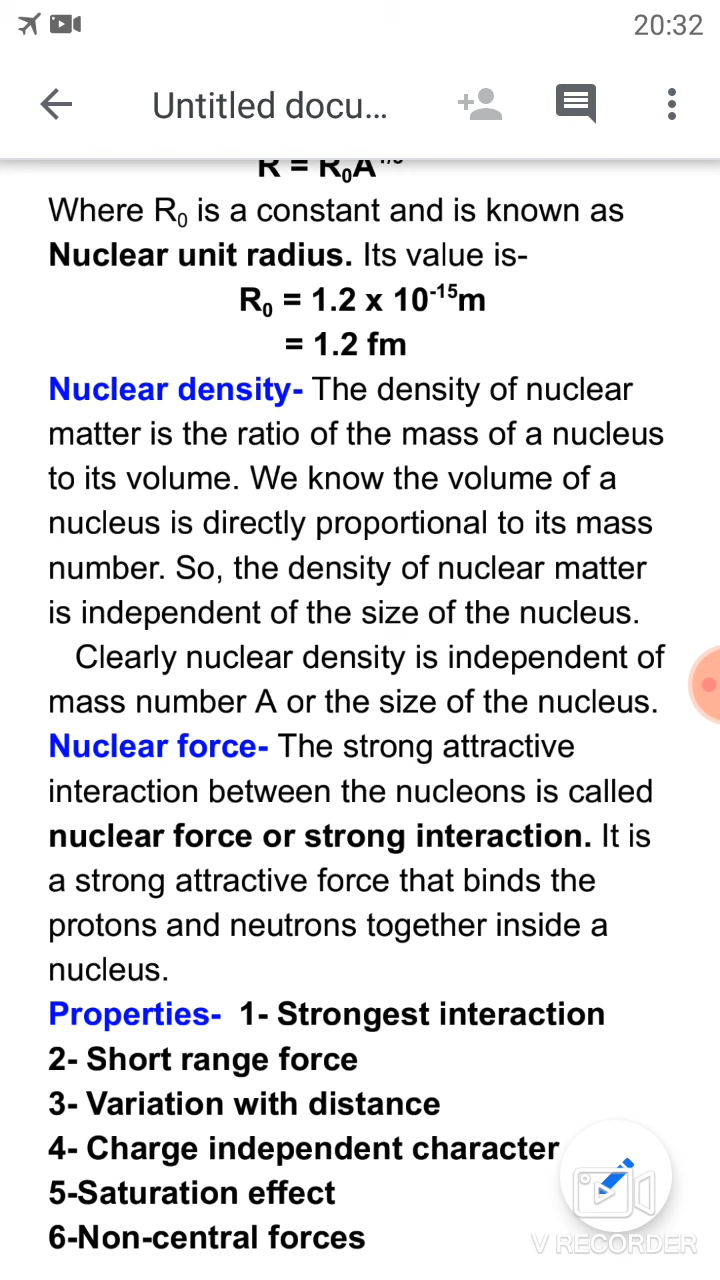 20:32
Untitled docu...
R = R₀A
Where R₀ is a constant and is known as
Nuclear unit radius. Its value is-
R₀ = 1.2 x 10⁻¹⁵m
= 1.2 fm
Nuclear density- The density of nuclear
matter is the ratio of the mass of a nucleus
to its volume. We know the volume of a
nucleus is directly proportional to its mass
number. So, the density of nuclear matter
is independent of the size of the nucleus.
Clearly nuclear density is independent of
mass number A or the size of the nucleus.
Nuclear force- The strong attractive
interaction between the nucleons is called
nuclear force or strong interaction. It is
a strong attractive force that binds the
protons and neutrons together inside a
nucleus.
Properties- 1- Strongest interaction
2- Short range force
3- Variation with distance
4- Charge independent character
5-Saturation effect
6-Non-central forces
V RECORDER